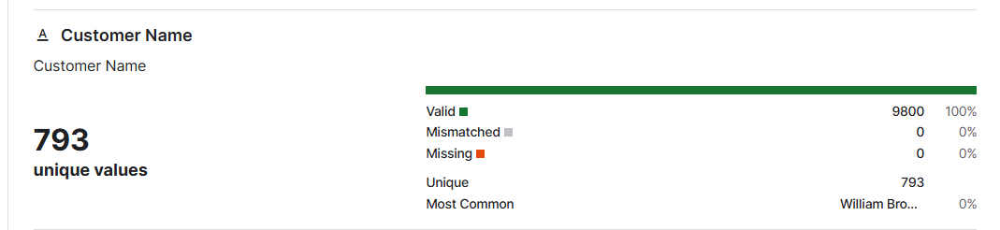 A Customer Name
Customer Name
793
unique values
Valid 9800 100%
Mismatched 0 0%
Missing 0 0%
Unique 793
Most Common William Bro... 0%